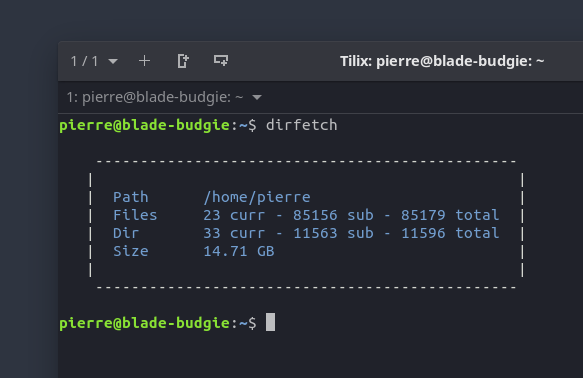 1 / 1 Tilix: pierre@blade-budgie: ~
1: pierre@blade-budgie: ~
pierre@blade-budgie:~$ dirfetch
-----------------------------------------------
| |
| Path /home/pierre |
| Files 23 curr - 85156 sub - 85179 total |
| Dir 33 curr - 11563 sub - 11596 total |
| Size 14.71 GB |
| |
-----------------------------------------------
pierre@blade-budgie:~$